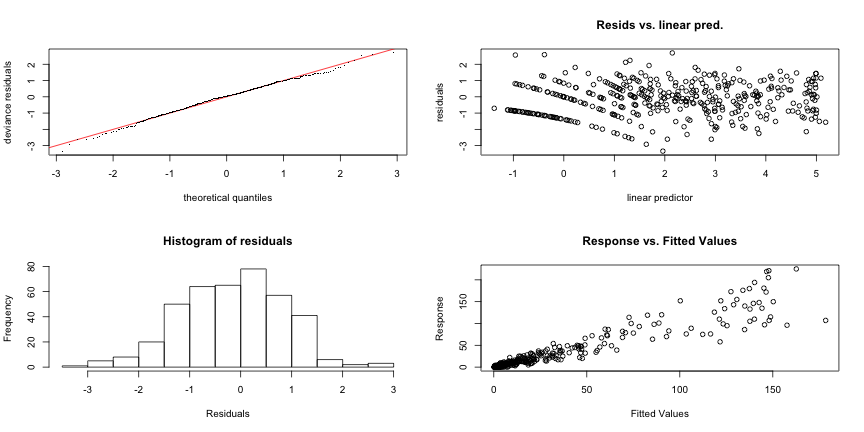 deviance residuals
-3 -1 0 1 2
-3 -2 -1 0 1 2 3
theoretical quantiles
Resids vs. linear pred.
residuals
-3 -1 0 1 2
-1 0 1 2 3 4 5
linear predictor
Histogram of residuals
Frequency
0 20 40 60 80
-3 -2 -1 0 1 2 3
Residuals
Response vs. Fitted Values
Response
0 50 150
0 50 100 150
Fitted Values